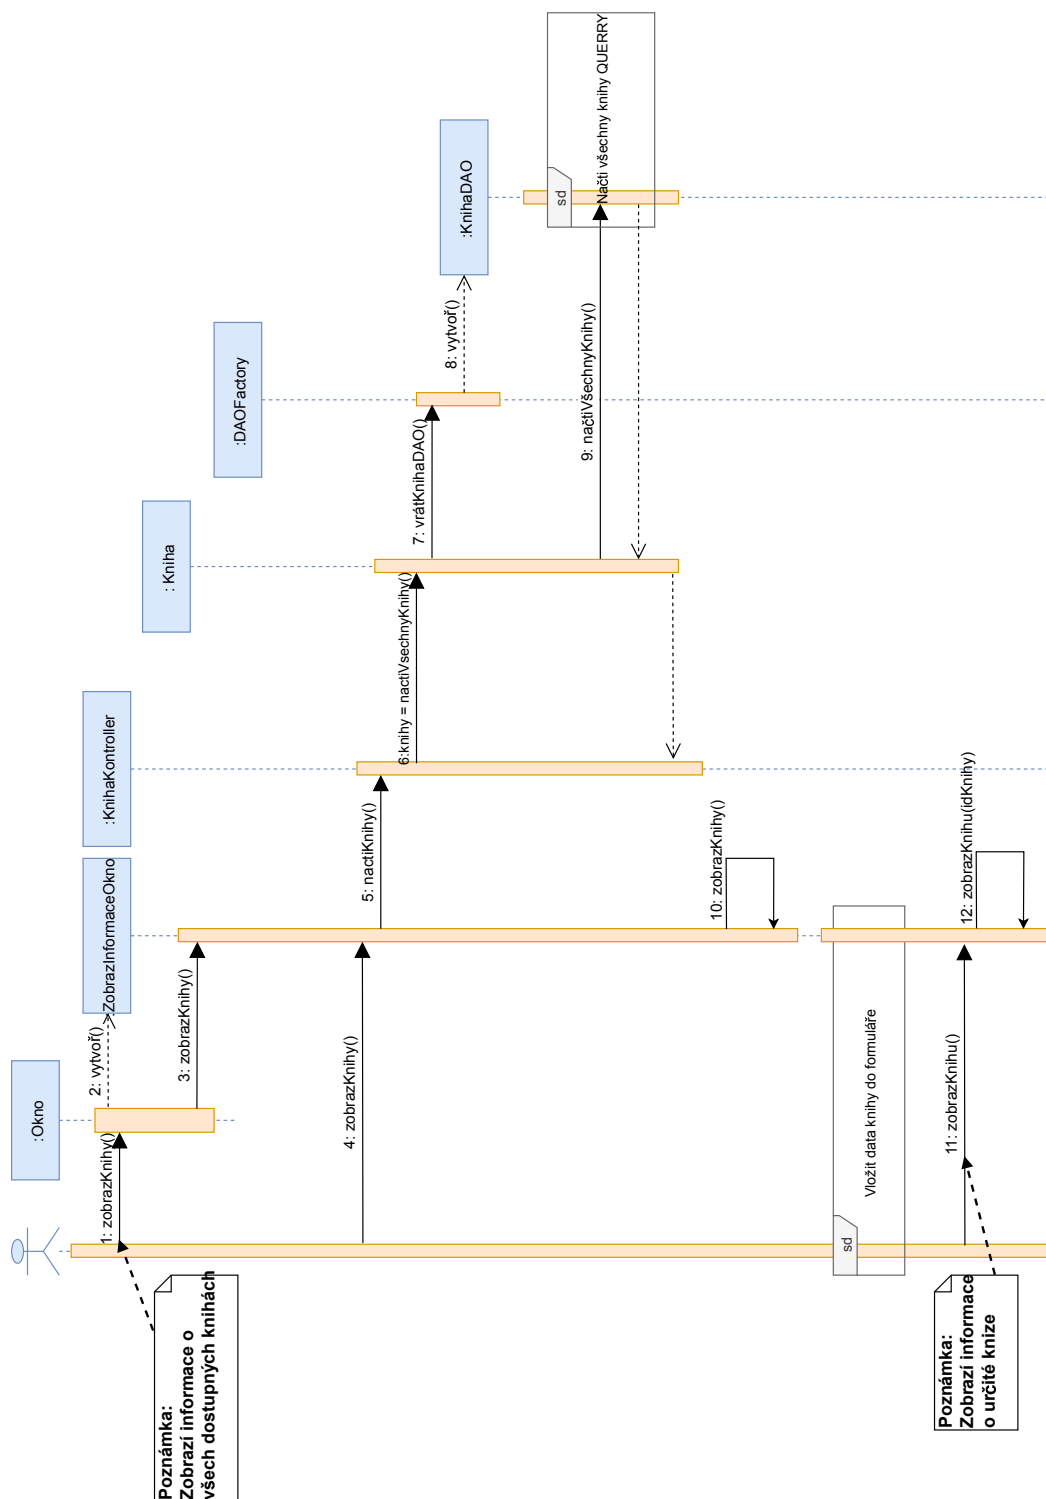 :Okno
:ZobrazInformaceOkno
:KnihaKontroller
: Kniha
:DAOFactory
:KnihaDAO
1: zobrazKnihy()
2: vytvoř()
3: zobrazKnihy()
4: zobrazKnihy()
5: nactiKnihy()
6:knihy = nactiVsechnyKnihy()
7: vrátKnihaDAO()
8: vytvoř()
9: načtiVšechnyKnihy()
sd
Načti všechny knihy QUERRY
10: zobrazKnihy()
sd
Vložit data knihy do formuláře
11: zobrazKnihu()
12: zobrazKnihu(idKnihy)
Poznámka:
Zobrazí informace o
všech dostupných knihách
Poznámka:
Zobrazí informace
o určité knize